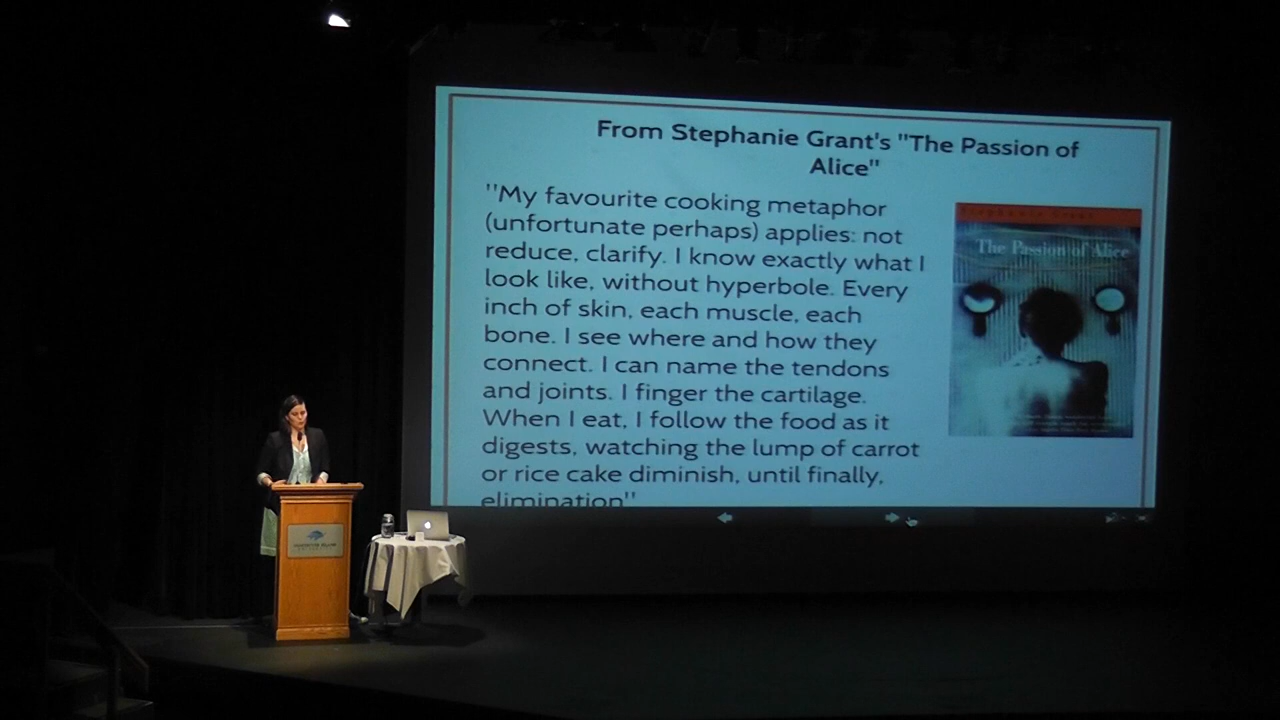 From Stephanie Grant's "The Passion of
Alice"
"My favourite cooking metaphor
(unfortunate perhaps) applies: not
reduce, clarify. I know exactly what I
look like, without hyperbole. Every
inch of skin, each muscle, each
bone. I see where and how they
connect. I can name the tendons
and joints. I finger the cartilage.
When I eat, I follow the food as it
digests, watching the lump of carrot
or rice cake diminish, until finally,
elimination"
Stephanie Grant
The Passion of Alice